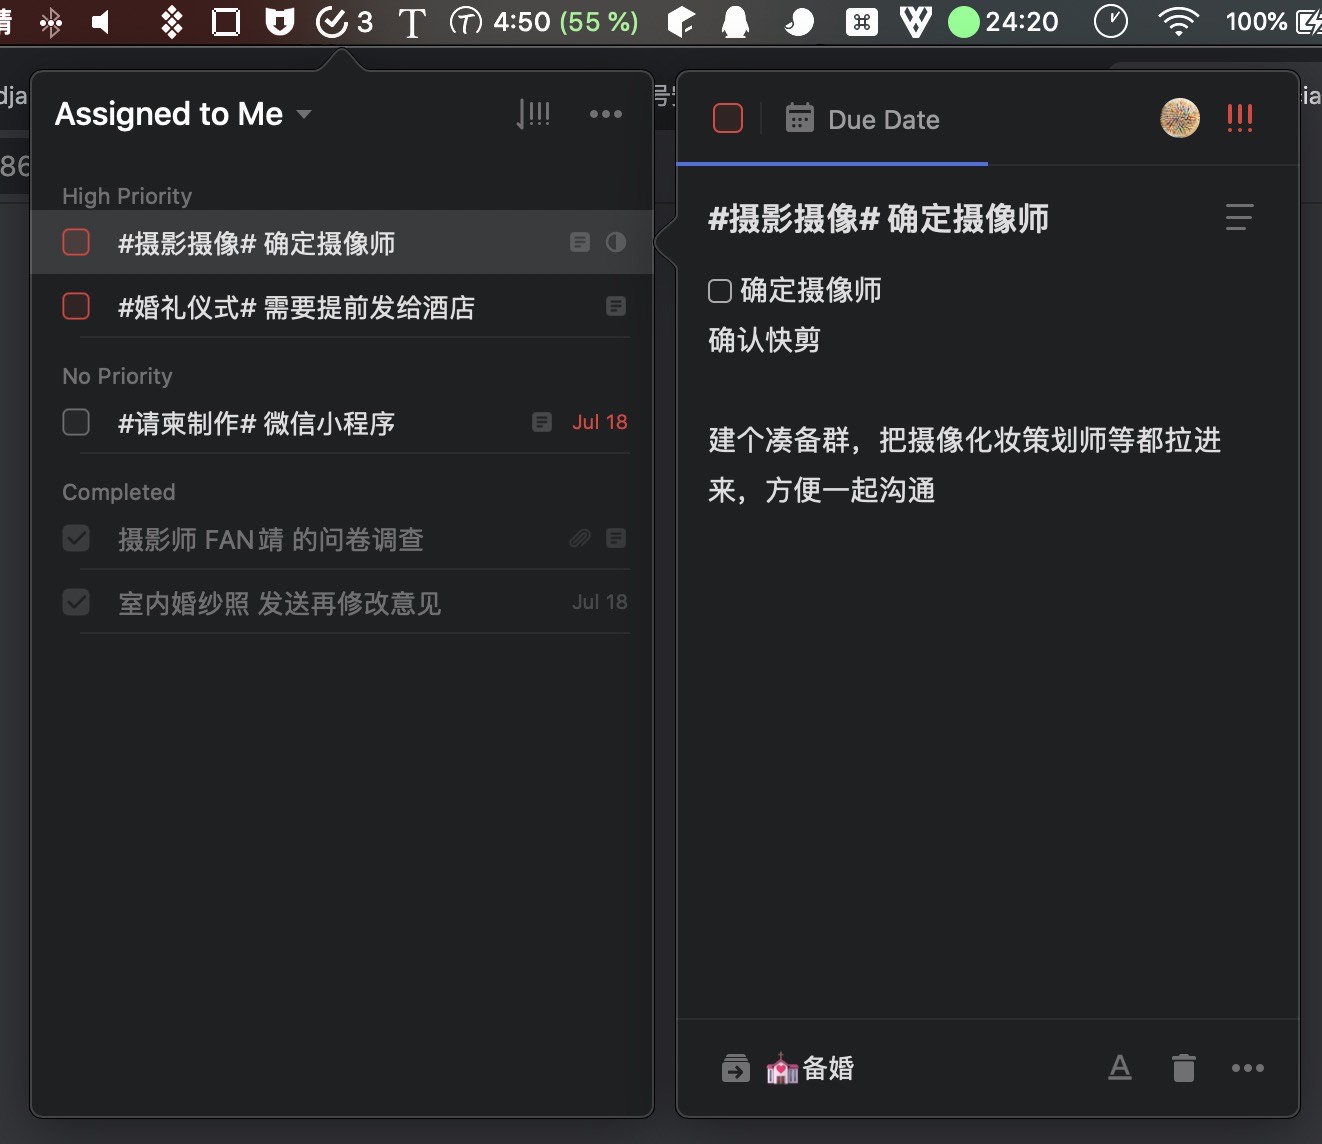 3
4:50 (55 %)
24:20
100%
Assigned to Me
High Priority
#摄影摄像# 确定摄像师
#婚礼仪式# 需要提前发给酒店
No Priority
#请柬制作# 微信小程序
Jul 18
Completed
摄影师 FAN靖 的问卷调查
室内婚纱照 发送再修改意见
Jul 18
Due Date
#摄影摄像# 确定摄像师
确定摄像师
确认快剪
建个凑备群，把摄像化妆策划师等都拉进
来，方便一起沟通
备婚